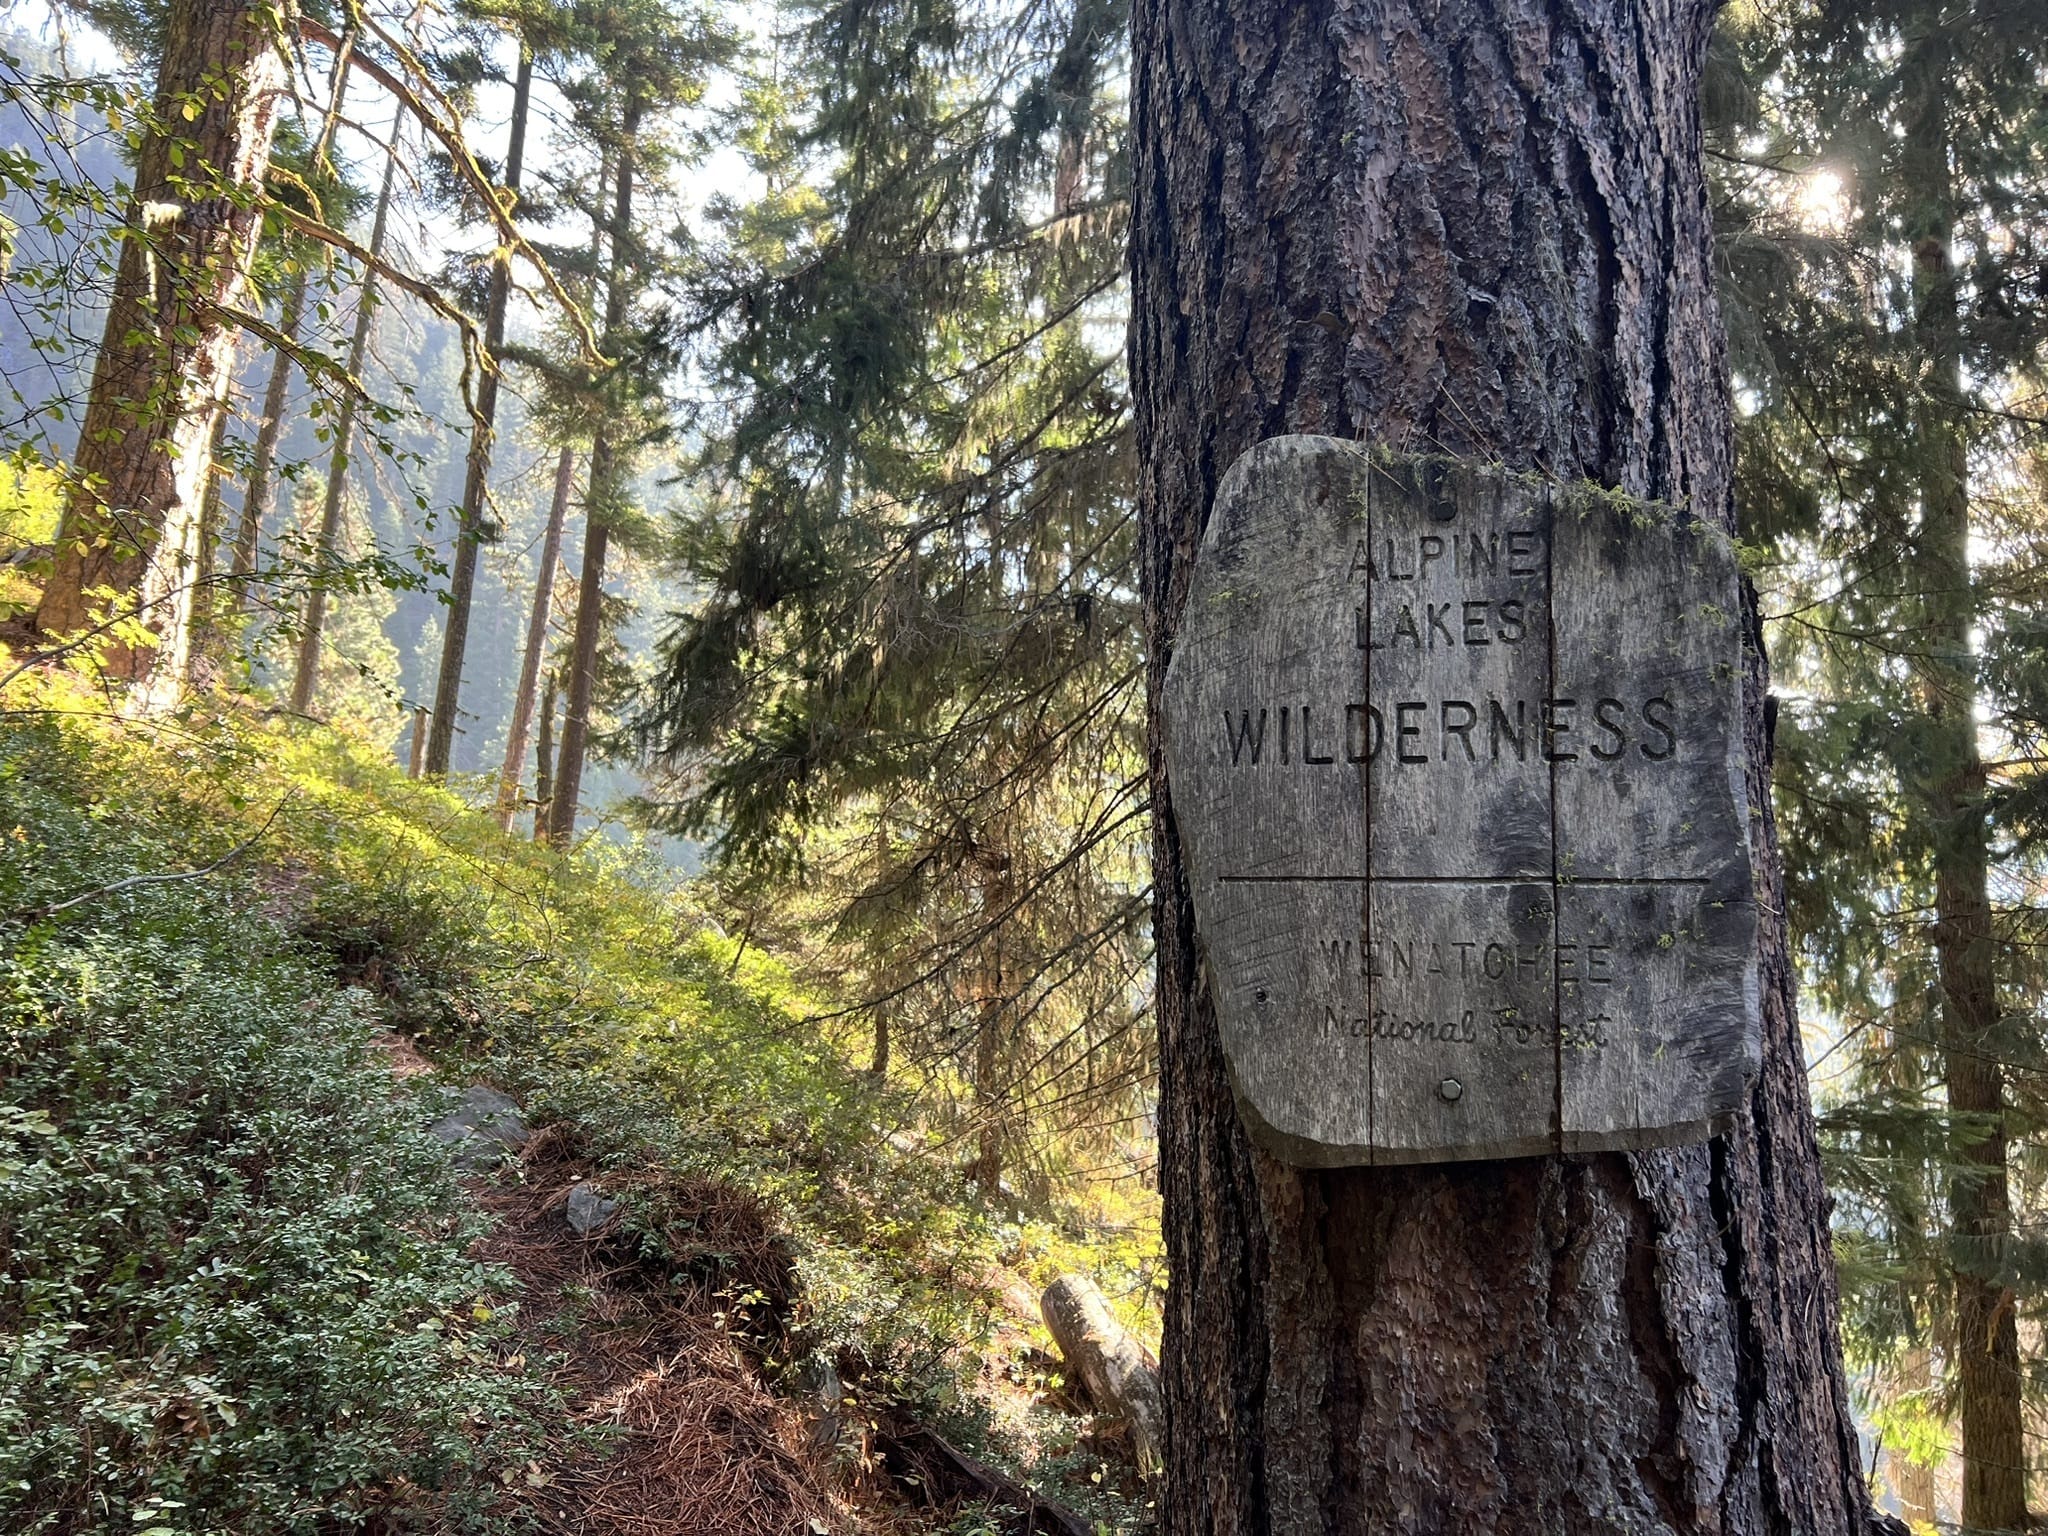 ALPINE
LAKES
WILDERNESS
WENATCHEE
National Forest